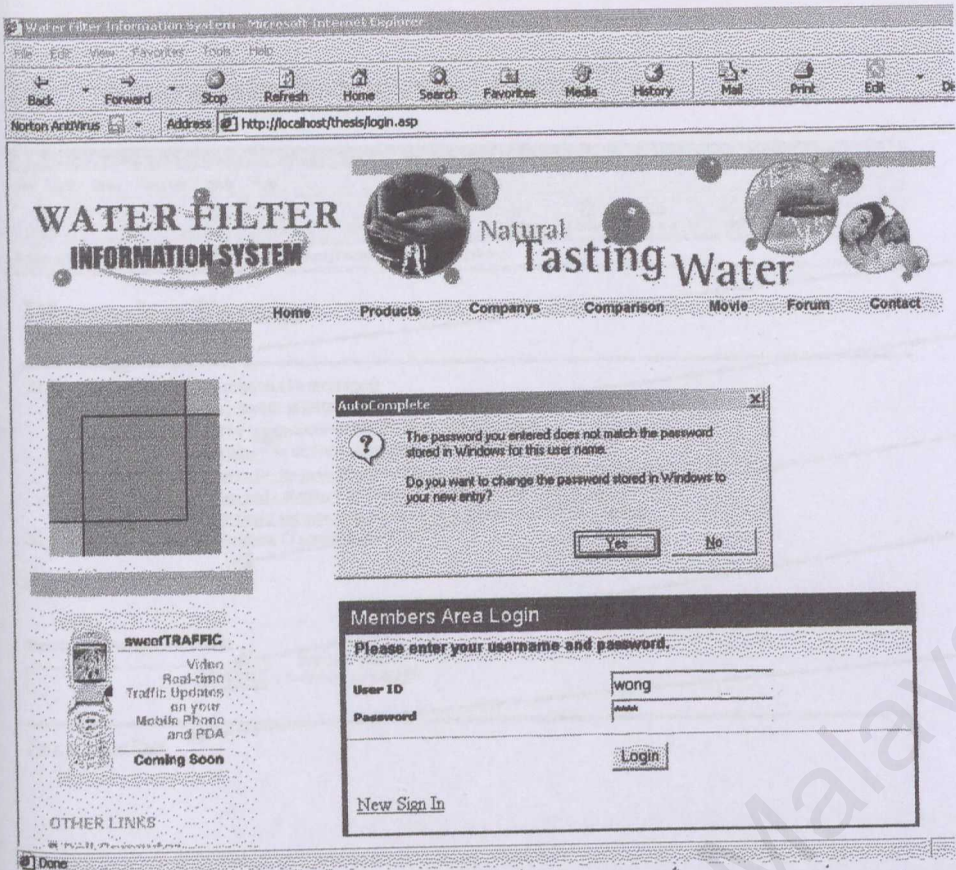 Water Filter Information System - Microsoft Internet Explorer
File Edit View Favorites Tools Help
Back Forward Stop Refresh Home Search Favorites Media History Mail Print Edit
Norton AntiVirus Address http://localhost/thesis/login.asp
WATER FILTER
INFORMATION SYSTEM
Natural
Tasting Water
Home Products Companys Comparison Movie Forum Contact
AutoComplete
The password you entered does not match the password
stored in Windows for this user name.
Do you want to change the password stored in Windows to
your new entry?
Yes No
Members Area Login
Please enter your username and password.
User ID wong
Password ****
Login
New Sign In
sweetTRAFFIC
Video
Real-time
Traffic Updates
on your
Mobile Phone
and PDA
Coming Soon
OTHER LINKS
Done
Malay